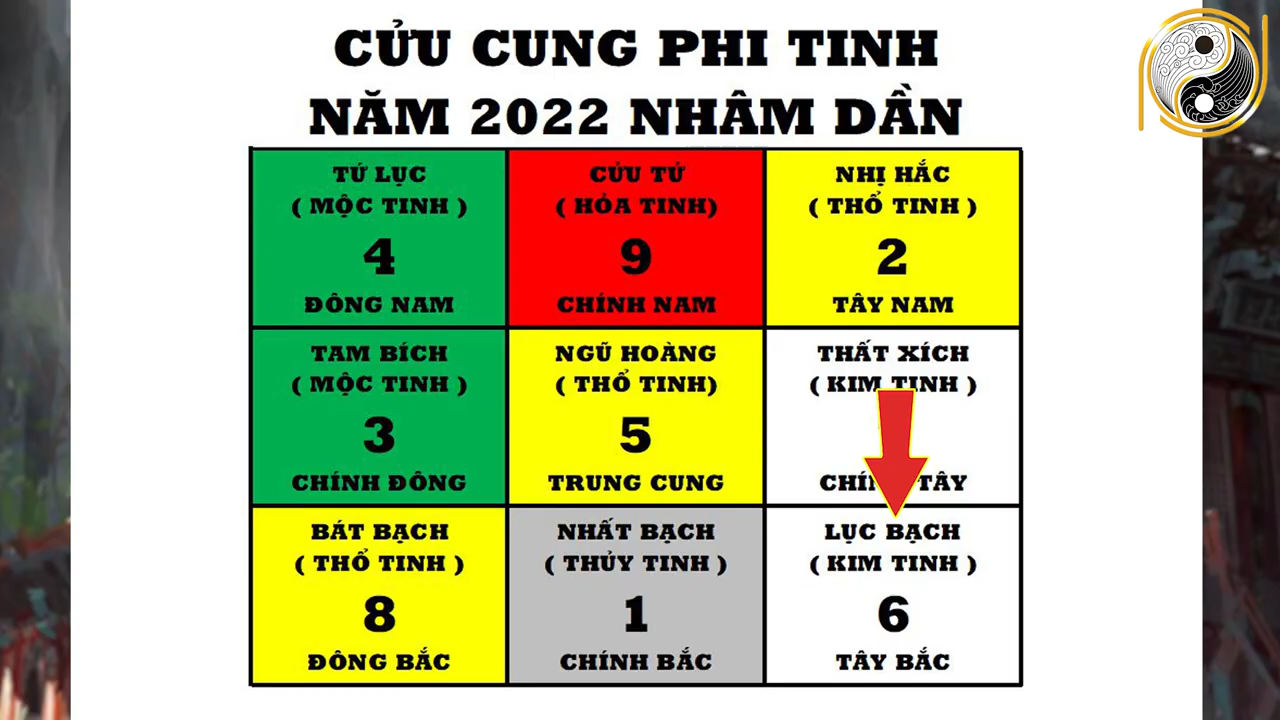 CỬU CUNG PHI TINH
NĂM 2022 NHÂM DẦN
TỨ LỤC
( MỘC TINH )
4
ĐÔNG NAM
CỬU TỬ
( HỎA TINH)
9
CHÍNH NAM
NHỊ HẮC
( THỔ TINH )
2
TÂY NAM
TAM BÍCH
( MỘC TINH )
3
CHÍNH ĐÔNG
NGŨ HOÀNG
( THỔ TINH)
5
TRUNG CUNG
THẤT XÍCH
( KIM TINH )
TÂY
BÁT BẠCH
( THỔ TINH )
8
ĐÔNG BẮC
NHẤT BẠCH
( THỦY TINH )
1
CHÍNH BẮC
LỤC BẠCH
( KIM TINH )
6
TÂY BẮC